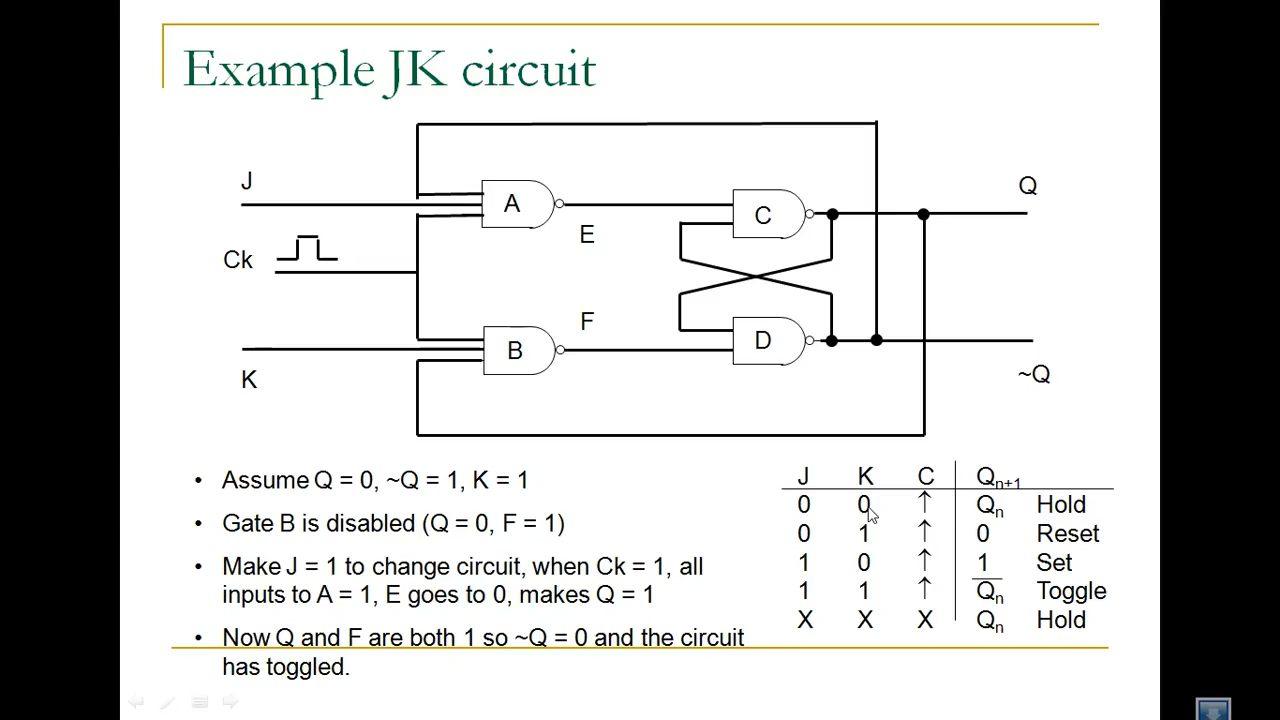 Example JK circuit
J
A
E
C
Q
Ck
F
B
D
K
~Q
• Assume Q = 0, ~Q = 1, K = 1
• Gate B is disabled (Q = 0, F = 1)
• Make J = 1 to change circuit, when Ck = 1, all
inputs to A = 1, E goes to 0, makes Q = 1
• Now Q and F are both 1 so ~Q = 0 and the circuit
has toggled.
J K C Qn+1
0 0 ↑ Qn Hold
0 1 ↑ 0 Reset
1 0 ↑ 1 Set
1 1 ↑ Q̅n Toggle
X X X Qn Hold